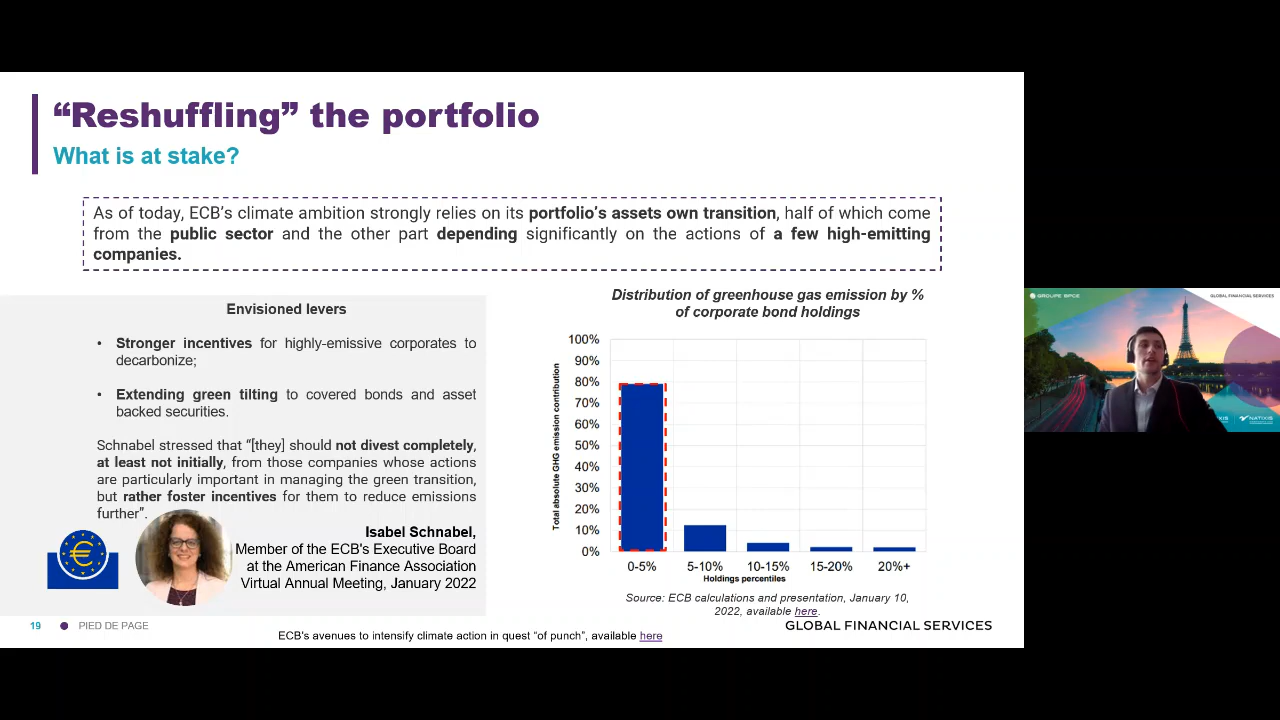 “Reshuffling” the portfolio
What is at stake?
As of today, ECB’s climate ambition strongly relies on its portfolio’s assets own transition, half of which come
from the public sector and the other part depending significantly on the actions of a few high-emitting
companies.
Envisioned levers
• Stronger incentives for highly-emissive corporates to
decarbonize;
• Extending green tilting to covered bonds and asset
backed securities.
Schnabel stressed that “[they] should not divest completely,
at least not initially, from those companies whose actions
are particularly important in managing the green transition,
but rather foster incentives for them to reduce emissions
further”.
Isabel Schnabel,
Member of the ECB's Executive Board
at the American Finance Association
Virtual Annual Meeting, January 2022
Distribution of greenhouse gas emission by %
of corporate bond holdings
Total absolute GHG emission contribution
100%
90%
80%
70%
60%
50%
40%
30%
20%
10%
0%
0-5% 5-10% 10-15% 15-20% 20%+
Holdings percentiles
Source: ECB calculations and presentation, January 10,
2022, available here.
19 PIED DE PAGE
ECB's avenues to intensify climate action in quest “of punch”, available here
GLOBAL FINANCIAL SERVICES
GROUPE BPCE
GLOBAL FINANCIAL SERVICES
NATIXIS